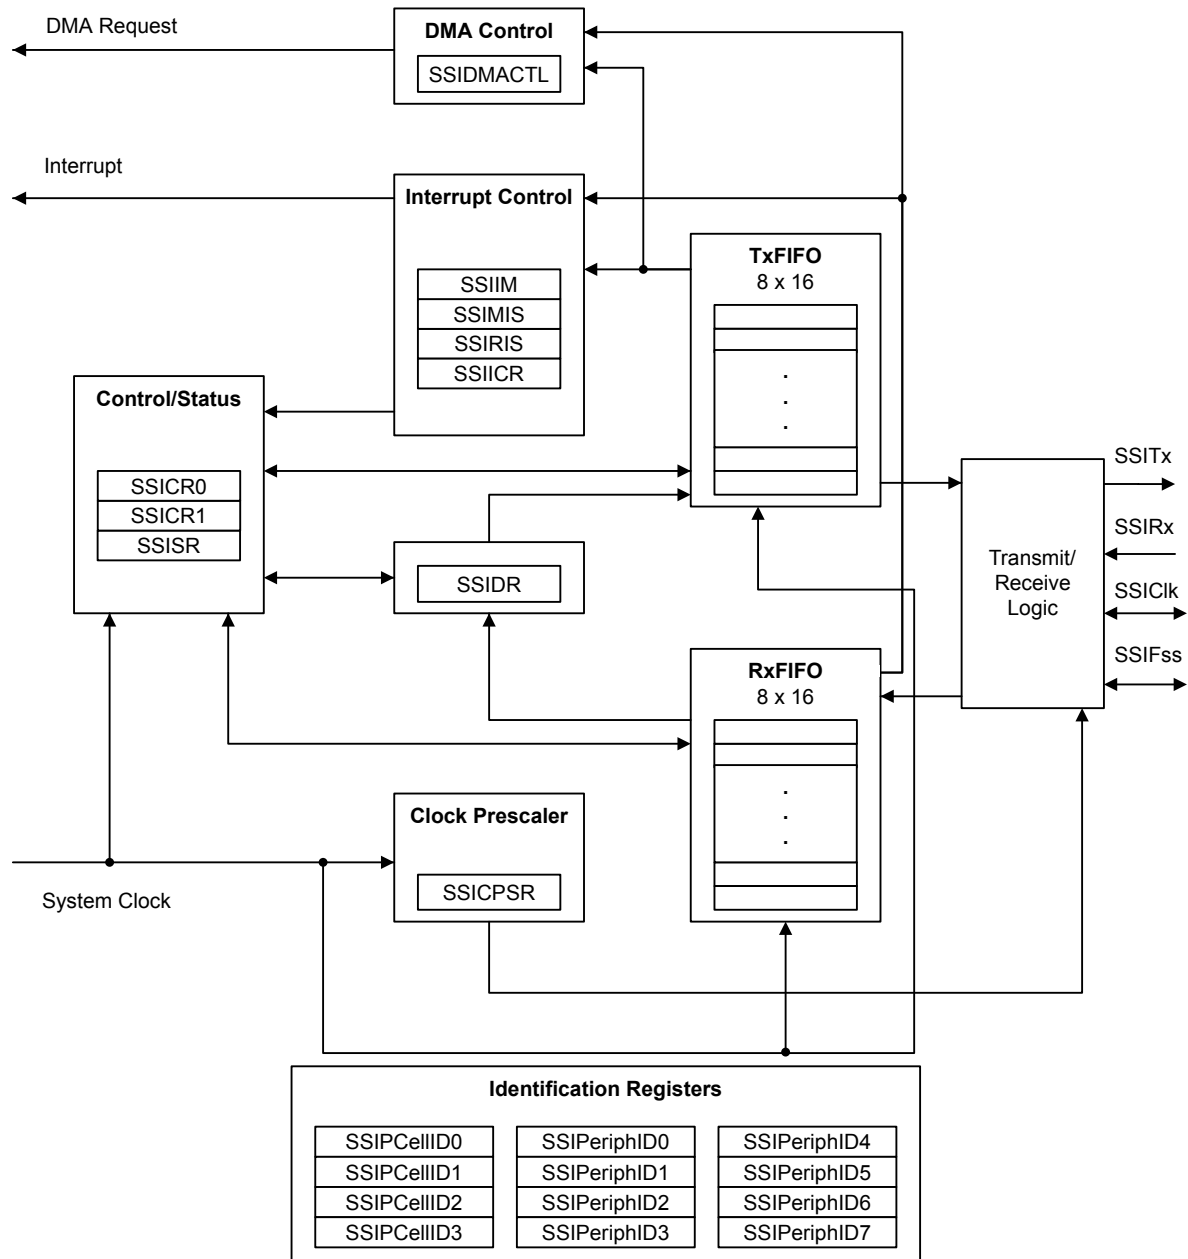 DMA Request
DMA Control
SSIDMACTL
Interrupt
Interrupt Control
SSIIM
SSIMIS
SSIRIS
SSIICR
TxFIFO
8 x 16
.
.
.
Control/Status
SSICR0
SSICR1
SSISR
SSIDR
Transmit/
Receive
Logic
SSITx
SSIRx
SSIClk
SSIFss
RxFIFO
8 x 16
.
.
.
Clock Prescaler
SSICPSR
System Clock
Identification Registers
SSIPCellID0
SSIPCellID1
SSIPCellID2
SSIPCellID3
SSIPeriphID0
SSIPeriphID1
SSIPeriphID2
SSIPeriphID3
SSIPeriphID4
SSIPeriphID5
SSIPeriphID6
SSIPeriphID7